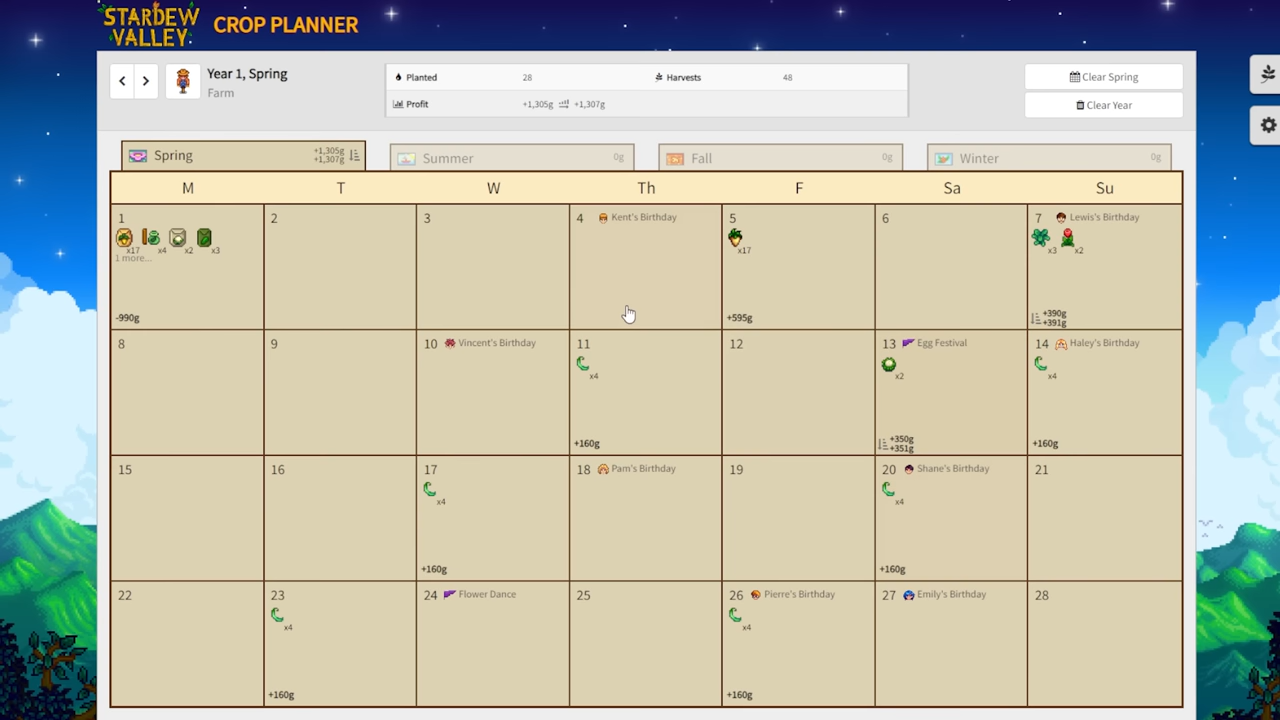 STARDEW VALLEY
CROP PLANNER
Year 1, Spring
Farm
Planted 28 Harvests 48
Profit +1,305g +1,307g
Clear Spring
Clear Year
Spring +1,305g +1,307g
Summer 0g
Fall 0g
Winter 0g
M T W Th F Sa Su
1 x17 x4 x2 x3
1 more...
-990g
2
3
4 Kent's Birthday
5 x17
+595g
6
7 Lewis's Birthday
x3 x2
+390g
+391g
8
9
10 Vincent's Birthday
11
x4
+160g
12
13 Egg Festival
x2
+350g
+351g
14 Haley's Birthday
x4
+160g
15
16
17
x4
+160g
18 Pam's Birthday
19
20 Shane's Birthday
x4
+160g
21
22
23
x4
+160g
24 Flower Dance
25
26 Pierre's Birthday
x4
+160g
27 Emily's Birthday
28